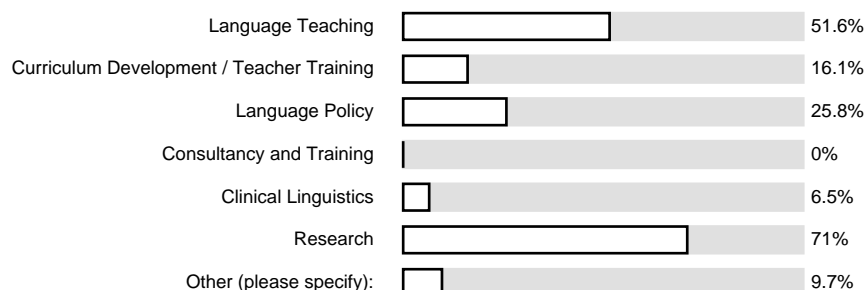 Language Teaching 51.6%
Curriculum Development / Teacher Training 16.1%
Language Policy 25.8%
Consultancy and Training 0%
Clinical Linguistics 6.5%
Research 71%
Other (please specify): 9.7%